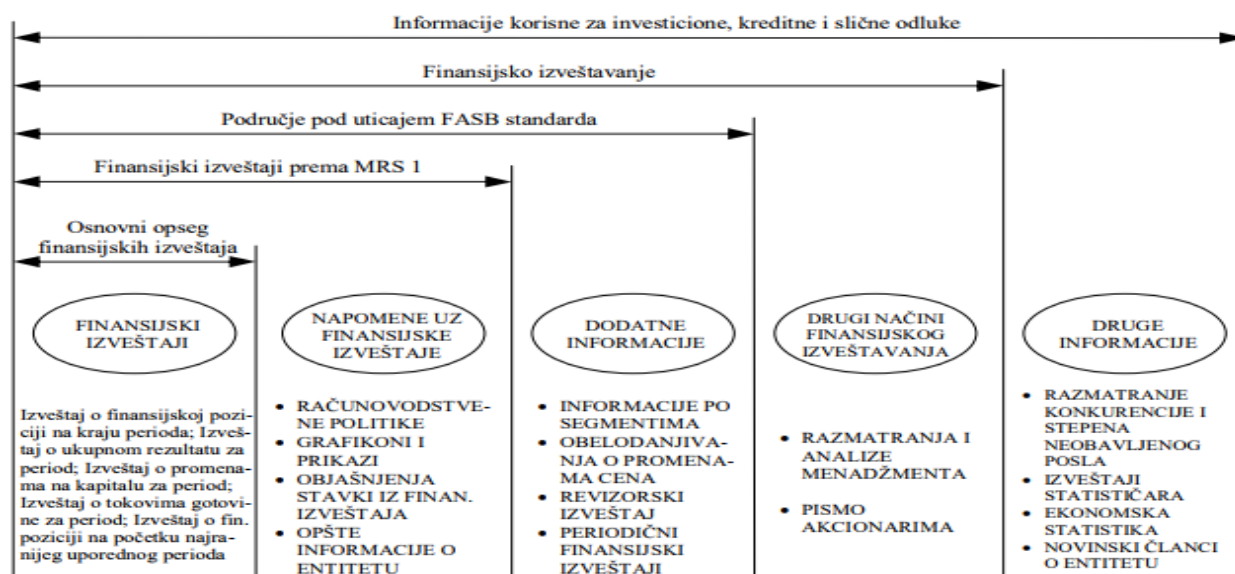 Informacije korisne za investicione, kreditne i slične odluke
Finansijsko izveštavanje
Područje pod uticajem FASB standarda
Finansijski izveštaji prema MRS 1
Osnovni opseg
finansijskih izveštaja
FINANSIJSKI
IZVEŠTAJI
NAPOMENE UZ
FINANSIJSKE
IZVEŠTAJE
DODATNE
INFORMACIJE
DRUGI NAČINI
FINANSIJSKOG
IZVEŠTAVANJA
DRUGE
INFORMACIJE
Izveštaj o finansijskoj pozi-
ciji na kraju perioda; Izveš-
taj o ukupnom rezultatu za
period; Izveštaj o promena-
ma na kapitalu za period;
Izveštaj o tokovima gotovi-
ne za period; Izveštaj o fin.
poziciji na početku najra-
nijeg uporednog perioda
• RAČUNOVODSTVE-
NE POLITIKE
• GRAFIKONI I
PRIKAZI
• OBJAŠNJENJA
STAVKI IZ FINAN.
IZVEŠTAJA
• OPŠTE
INFORMACIJE O
ENTITETU
• INFORMACIJE PO
SEGMENTIMA
• OBELODANJIVA-
NJA O PROMENA-
MA CENA
• REVIZORSKI
IZVEŠTAJ
• PERIODIČNI
FINANSIJSKI
IZVEŠTAJI
• RAZMATRANJA I
ANALIZE
MENADŽMENTA
• PISMO
AKCIONARIMA
• RAZMATRANJE
KONKURENCIJE I
STEPENA
NEOBAVLJENOG
POSLA
• IZVEŠTAJI
STATISTIČARA
• EKONOMSKA
STATISTIKA
• NOVINSKI ČLANCI
O ENTITETU